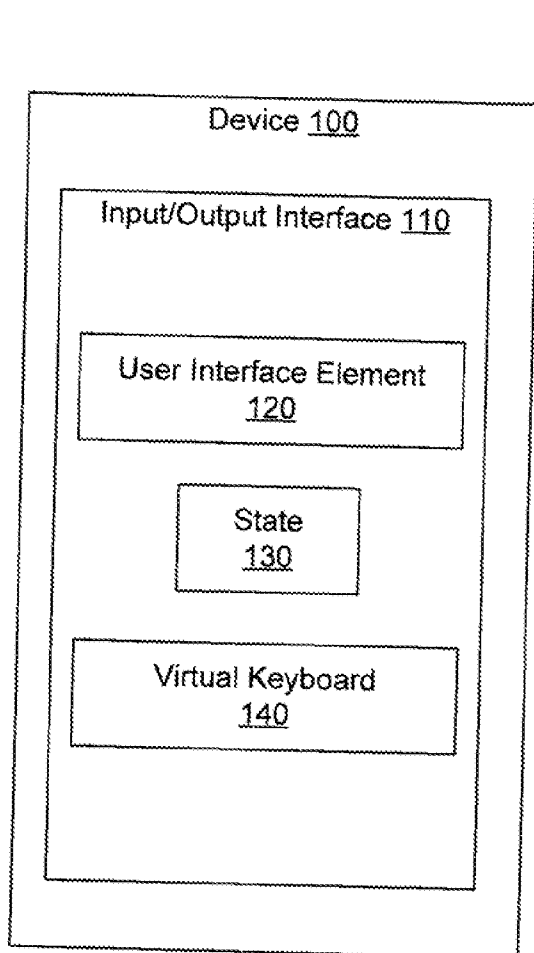 Device 100
Input/Output Interface 110
User Interface Element
120
State
130
Virtual Keyboard
140